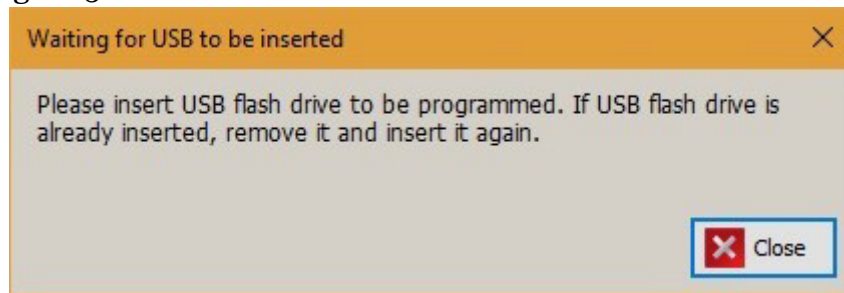 Waiting for USB to be inserted
Please insert USB flash drive to be programmed. If USB flash drive is
already inserted, remove it and insert it again.
Close